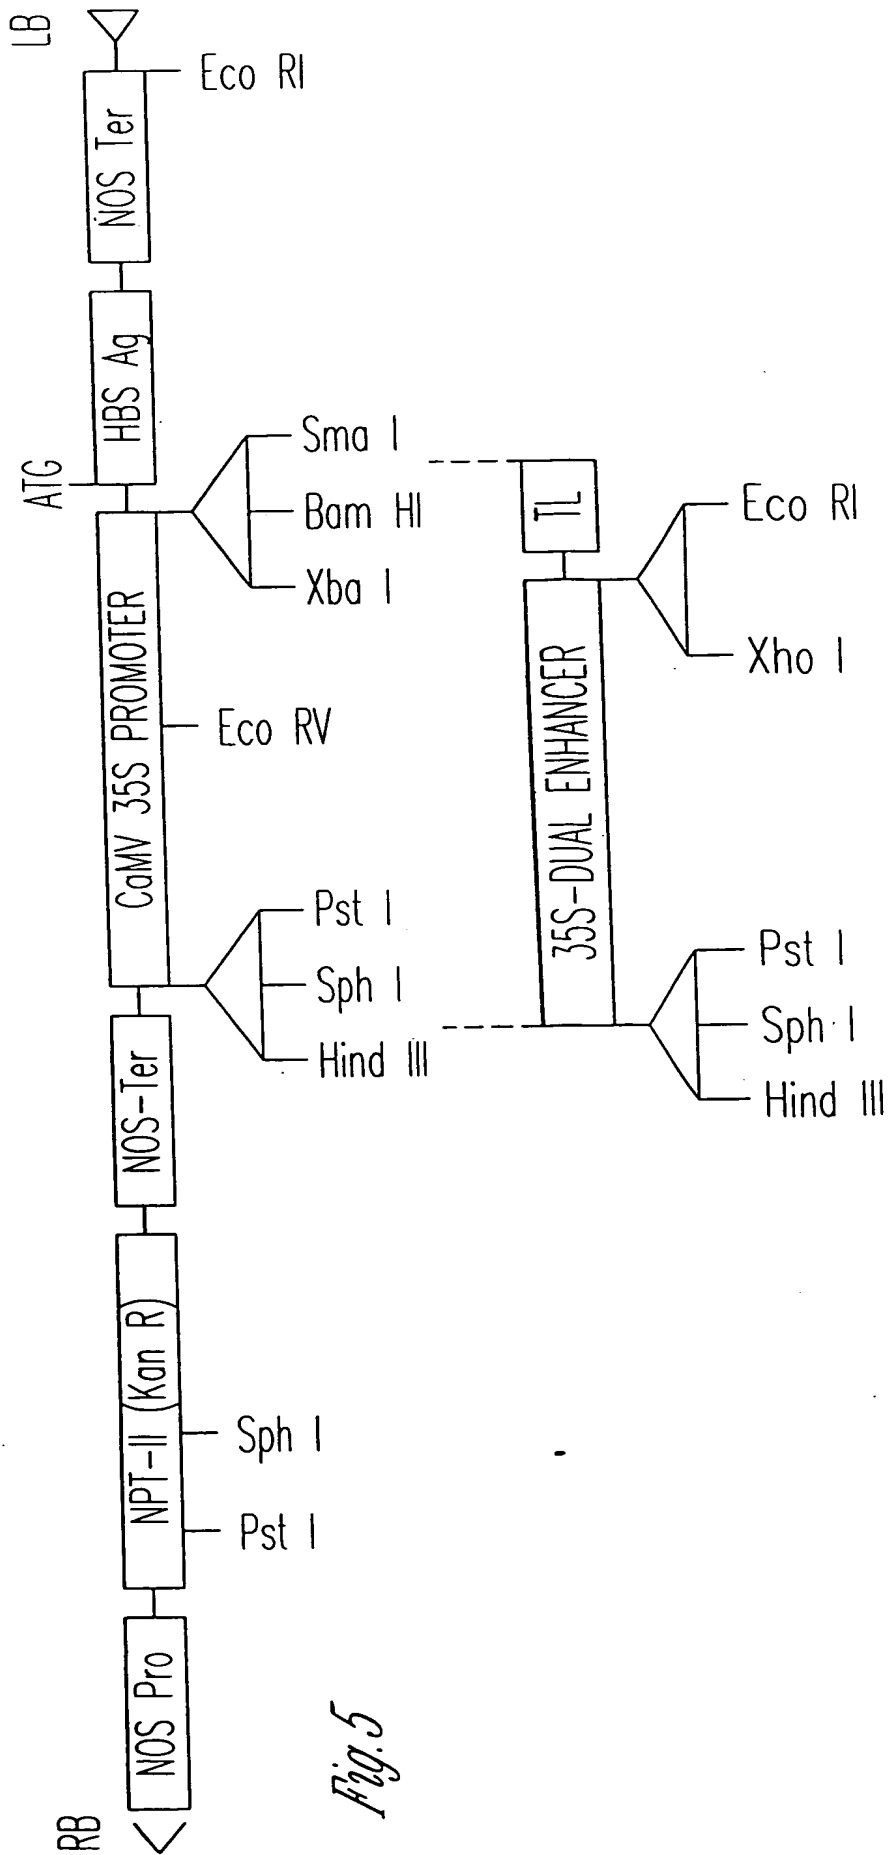 RB
NOS Pro
NPT-II (Kan R)
NOS-Ter
CaMV 35S PROMOTER
ATG
HBS Ag
NOS Ter
LB
Pst I
Sph I
Hind III
Sph I
Pst I
Eco RV
Xba I
Bam HI
Sma I
Eco RI
35S-DUAL ENHANCER
TL
Hind III
Sph I
Pst I
Xho I
Eco RI
Fig. 5